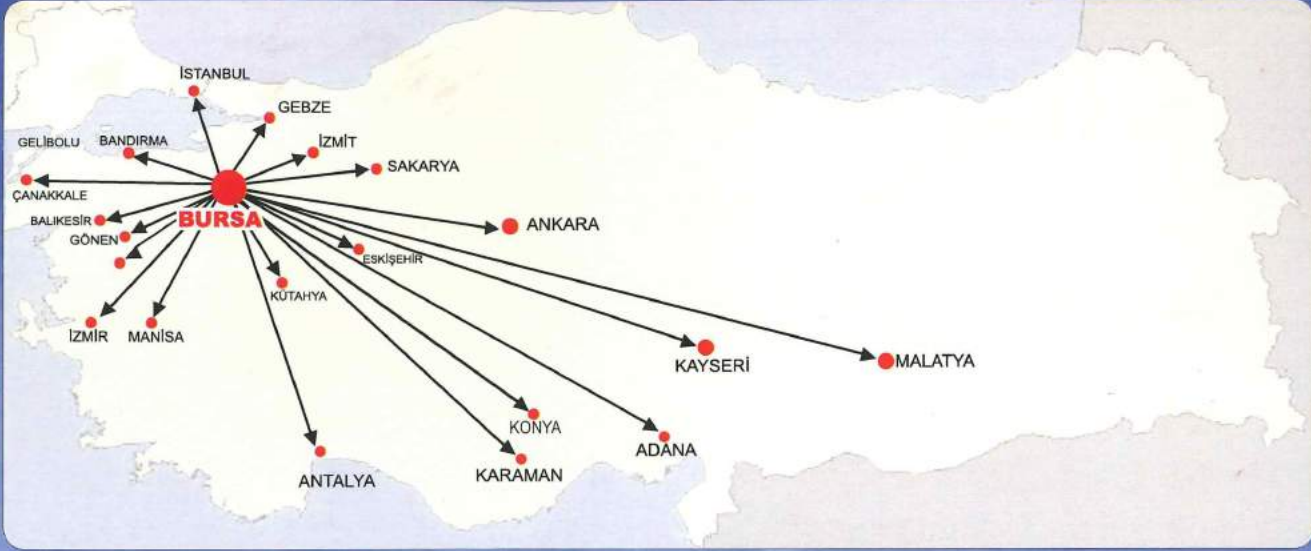 İSTANBUL
GEBZE
GELİBOLU
BANDIRMA
İZMİT
SAKARYA
ÇANAKKALE
BALIKESİR
BURSA
ANKARA
GÖNEN
ESKİŞEHİR
KÜTAHYA
İZMİR
MANİSA
KAYSERİ
MALATYA
KONYA
ADANA
KARAMAN
ANTALYA